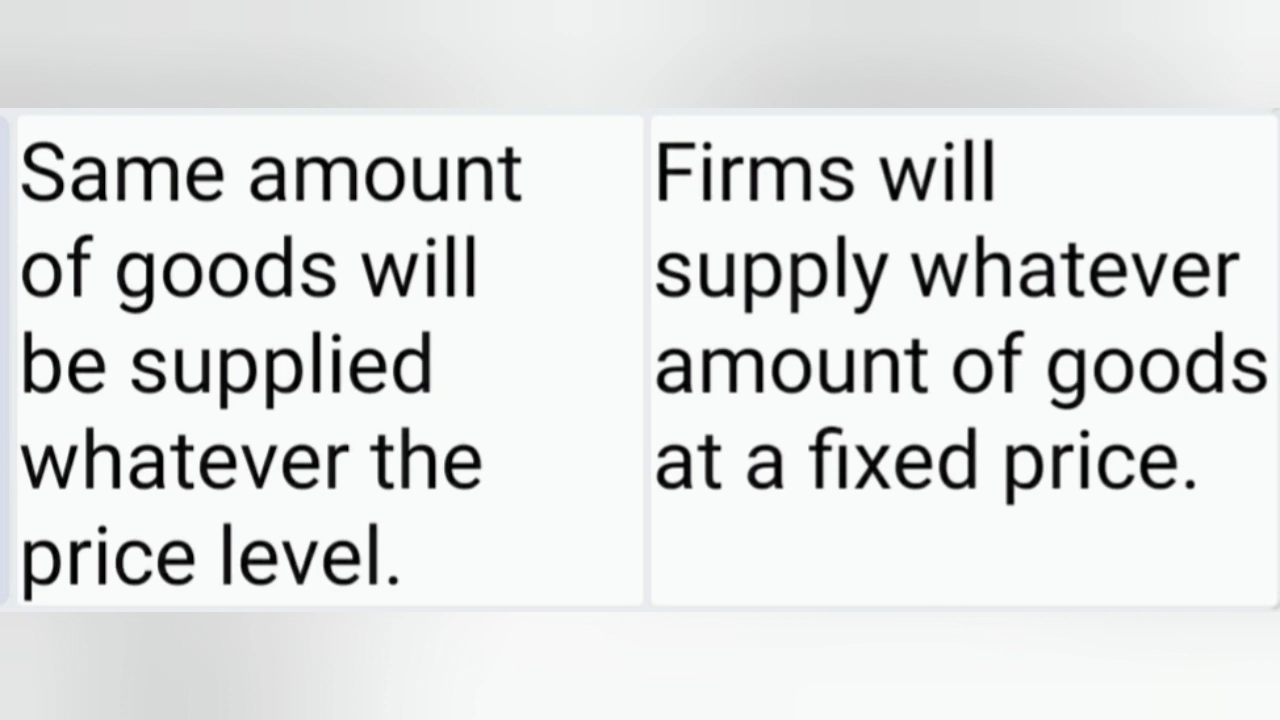 Same amount
of goods will
be supplied
whatever the
price level.
Firms will
supply whatever
amount of goods
at a fixed price.